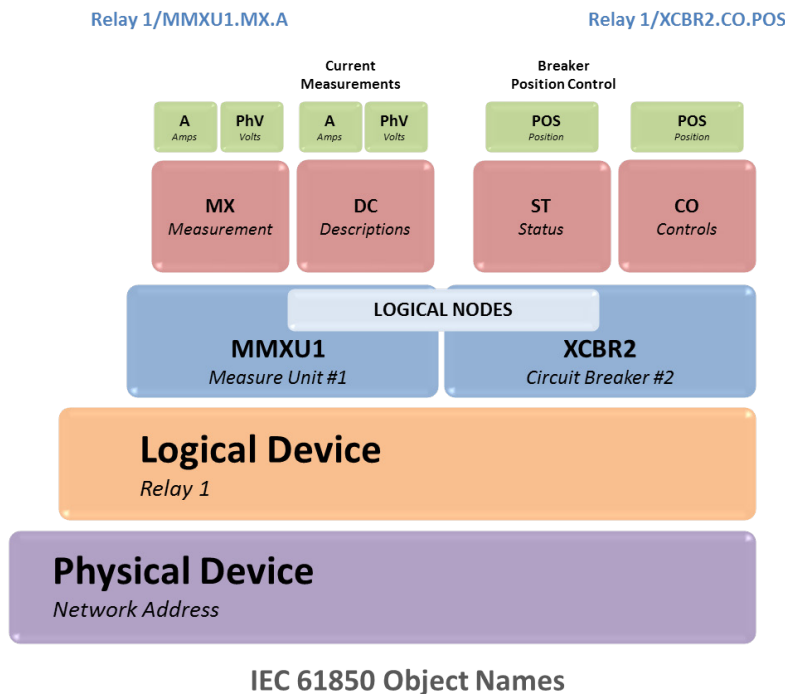 Relay 1/MMXU1.MX.A
Relay 1/XCBR2.CO.POS
Current
Measurements
Breaker
Position Control
A
Amps
PhV
Volts
A
Amps
PhV
Volts
POS
Position
POS
Position
MX
Measurement
DC
Descriptions
ST
Status
CO
Controls
LOGICAL NODES
MMXU1
Measure Unit #1
XCBR2
Circuit Breaker #2
Logical Device
Relay 1
Physical Device
Network Address
IEC 61850 Object Names